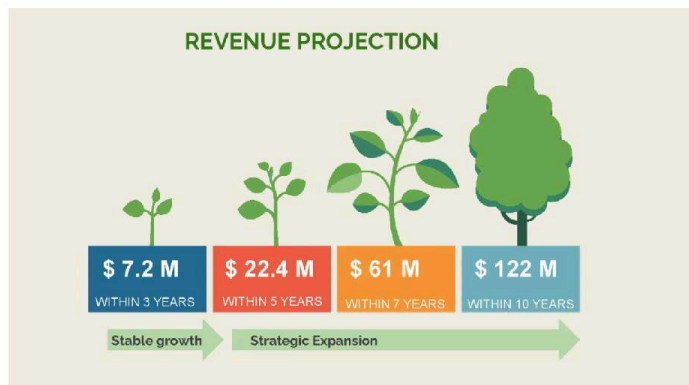 REVENUE PROJECTION
$ 7.2 M
WITHIN 3 YEARS
$ 22.4 M
WITHIN 5 YEARS
$ 61 M
WITHIN 7 YEARS
$ 122 M
WITHIN 10 YEARS
Stable growth
Strategic Expansion